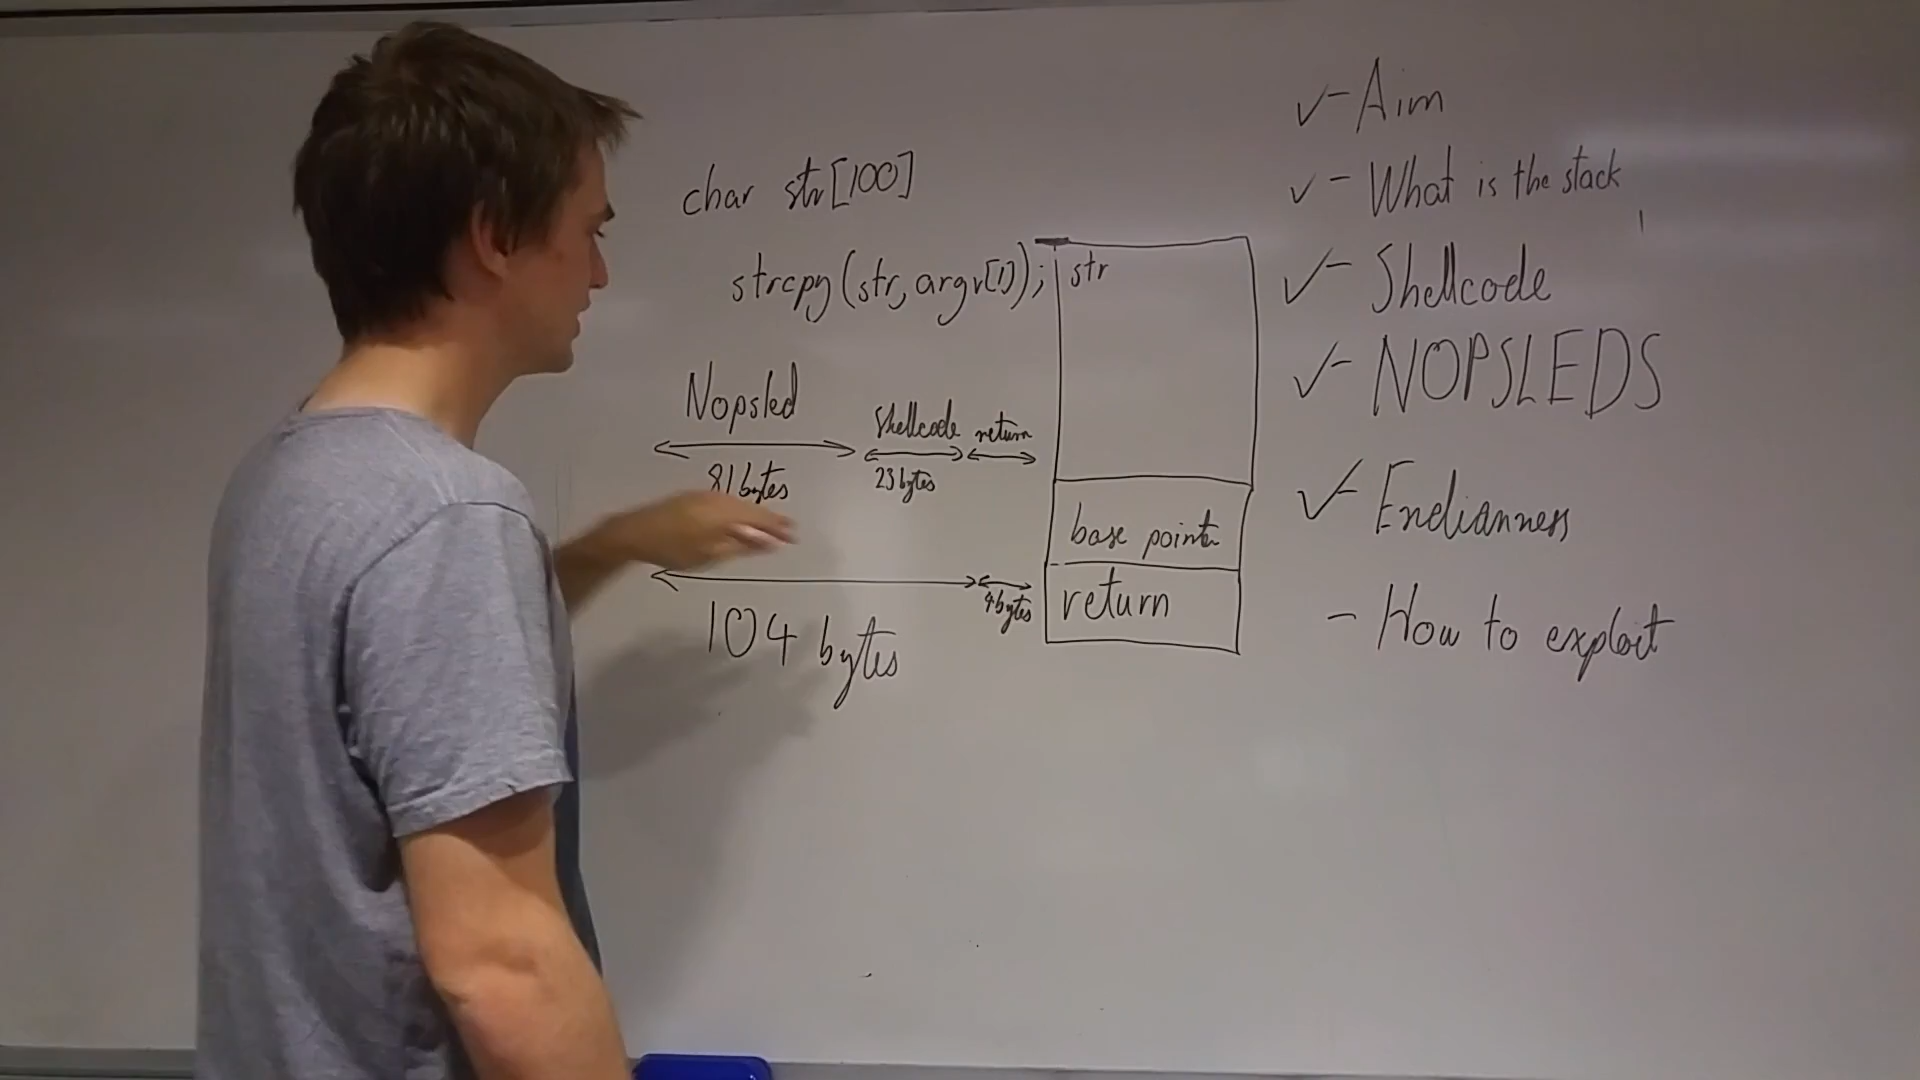 char str[100]
strcpy(str, argv[1]);
Nopsled
Shellcode
return
81 bytes
23 bytes
104 bytes
4 bytes
str
base pointer
return
✓ - Aim
✓ - What is the stack
✓ - Shellcode
✓ - NOPSLEDS
✓ - Endianness
- How to exploit